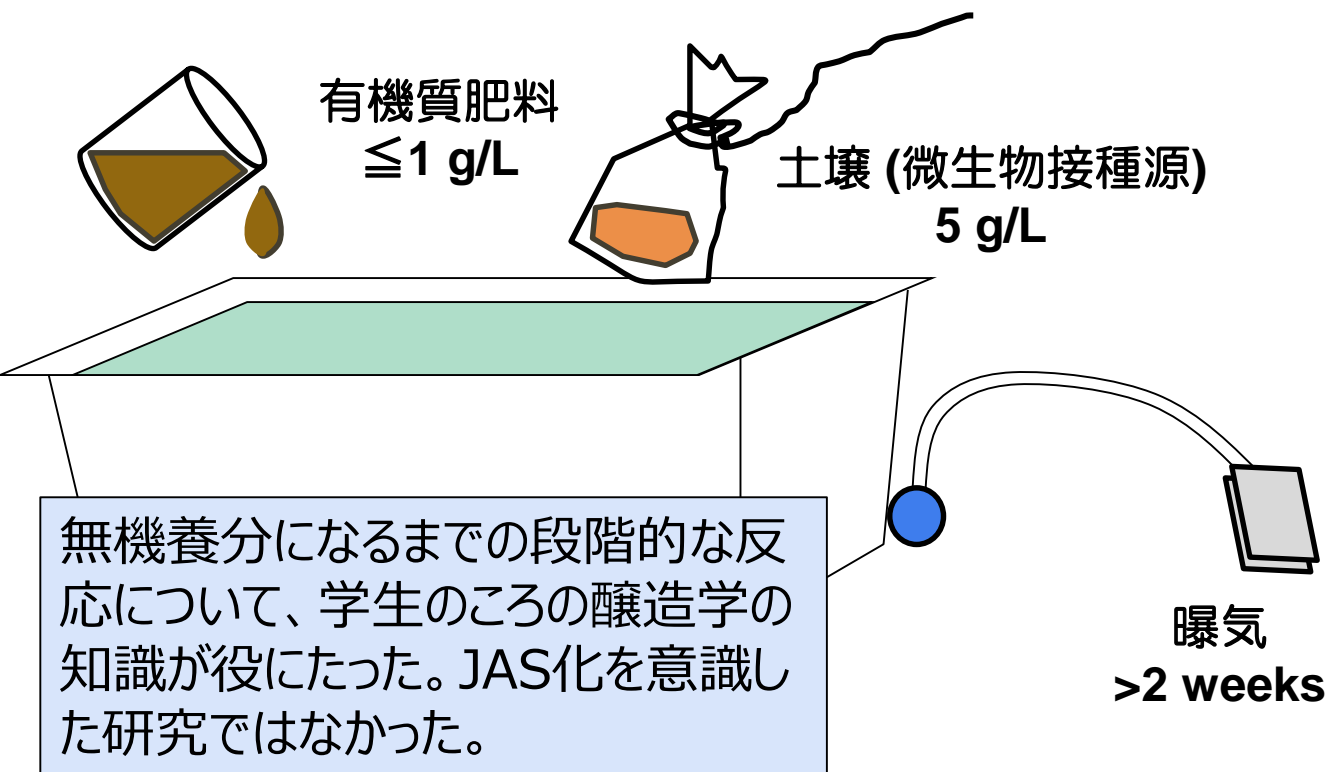 有機質肥料
≦1 g/L
土壌 (微生物接種源)
5 g/L
無機養分になるまでの段階的な反
応について、学生のころの醸造学の
知識が役にたった。JAS化を意識し
た研究ではなかった。
曝気
>2 weeks